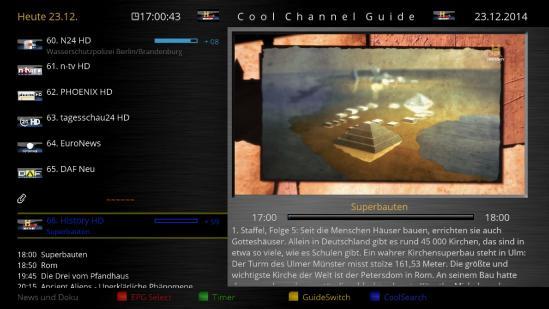 Heute 23.12.
17:00:43
Cool Channel Guide
23.12.2014
60. N24 HD
+ 08
Wasserschutzpolizei Berlin/Brandenburg
61. n-tv HD
62. PHOENIX HD
63. tagesschau24 HD
64. EuroNews
65. DAF Neu
66. History HD
+ 59
Superbauten
18:00 Superbauten
18:50 Rom
19:45 Die Drei vom Pfandhaus
20:15 Ancient Aliens - Unerklärliche Phänomene
Superbauten
17:00
18:00
1. Staffel, Folge 5: Seit die Menschen Häuser bauen, errichten sie auch
Gotteshäuser. Allein in Deutschland gibt es rund 45 000 Kirchen, das sind in
etwa so viele, wie es Schulen gibt. Ein wahrer Kirchensuperbau steht in Ulm:
Der Turm des Ulmer Münster misst stolze 161,53 Meter. Die größte und
wichtigste Kirche der Welt ist der Petersdom in Rom. An seinem Bau hatte
News und Doku
EPG Select
Timer
GuideSwitch
CoolSearch